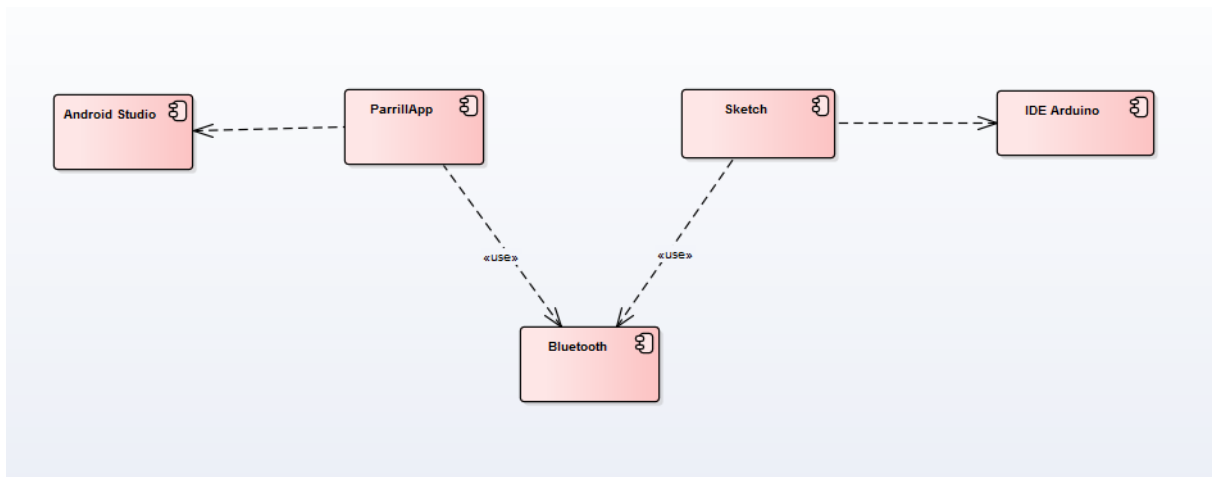 Android Studio
ParrillApp
Sketch
IDE Arduino
«use»
«use»
Bluetooth